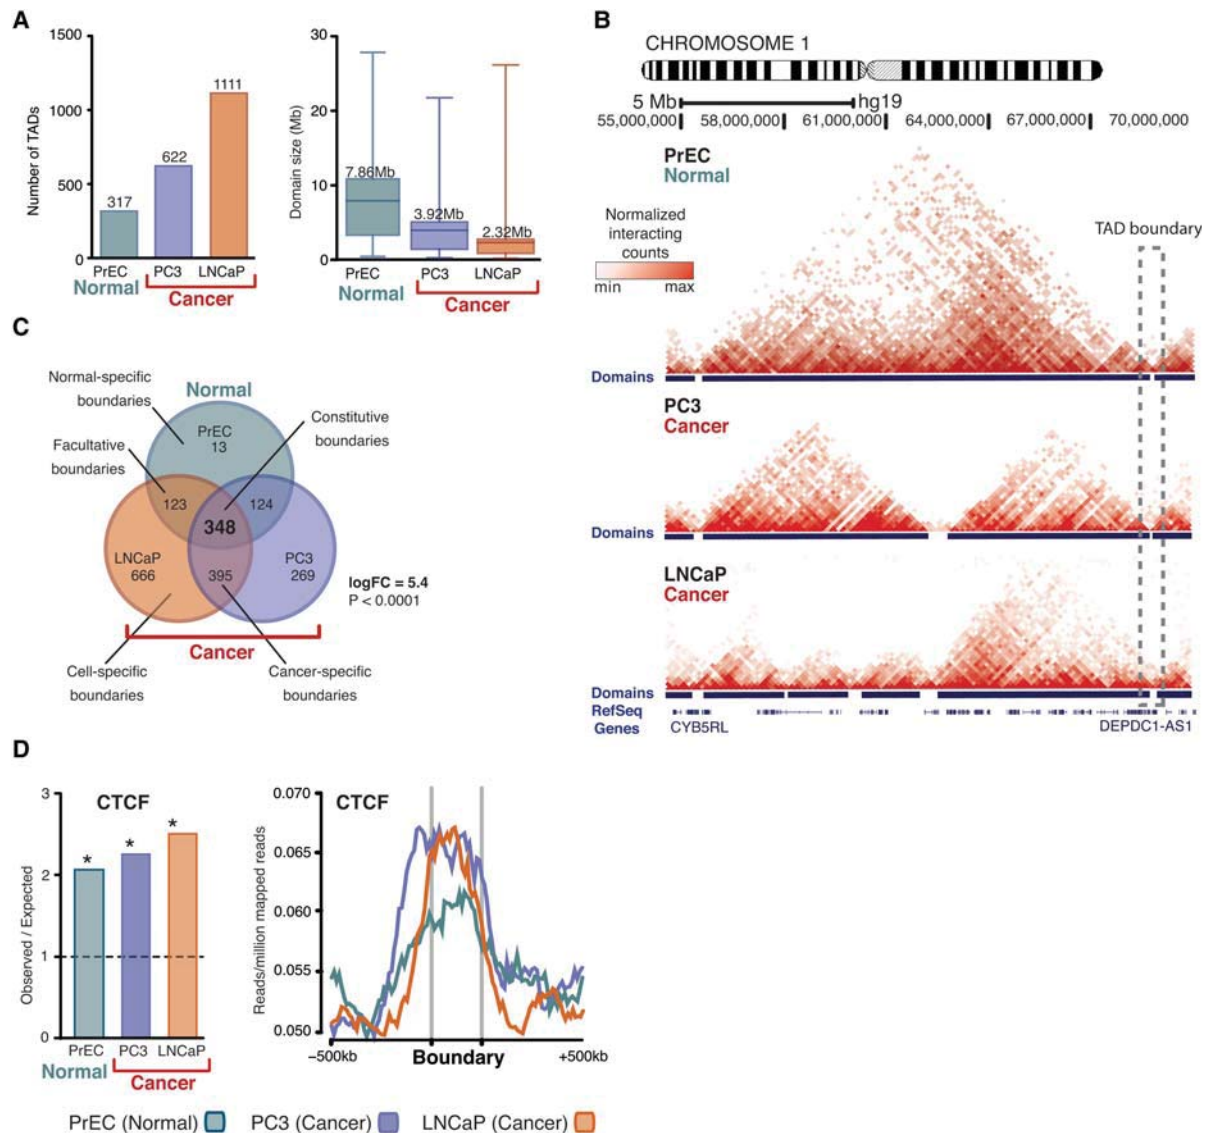 A
Number of TADs
1500
1000
500
0
317
622
1111
PrEC
PC3
LNCaP
Normal
Cancer
Domain size (Mb)
30
20
10
0
7.86Mb
3.92Mb
2.32Mb
PrEC
PC3
LNCaP
Normal
Cancer
B
CHROMOSOME 1
5 Mb
hg19
55,000,000
58,000,000
61,000,000
64,000,000
67,000,000
70,000,000
PrEC
Normal
Normalized
interacting
counts
min
max
TAD boundary
Domains
PC3
Cancer
Domains
LNCaP
Cancer
Domains
RefSeq
Genes
CYB5RL
DEPDC1-AS1
C
Normal-specific
boundaries
Normal
Constitutive
boundaries
Facultative
boundaries
PrEC
13
123
124
348
LNCaP
666
395
PC3
269
logFC = 5.4
P < 0.0001
Cancer
Cell-specific
boundaries
Cancer-specific
boundaries
D
CTCF
Observed / Expected
3
2
1
0
*
*
*
PrEC
PC3
LNCaP
Normal
Cancer
CTCF
Reads/million mapped reads
0.070
0.065
0.060
0.055
0.050
−500kb
Boundary
+500kb
PrEC (Normal)
PC3 (Cancer)
LNCaP (Cancer)